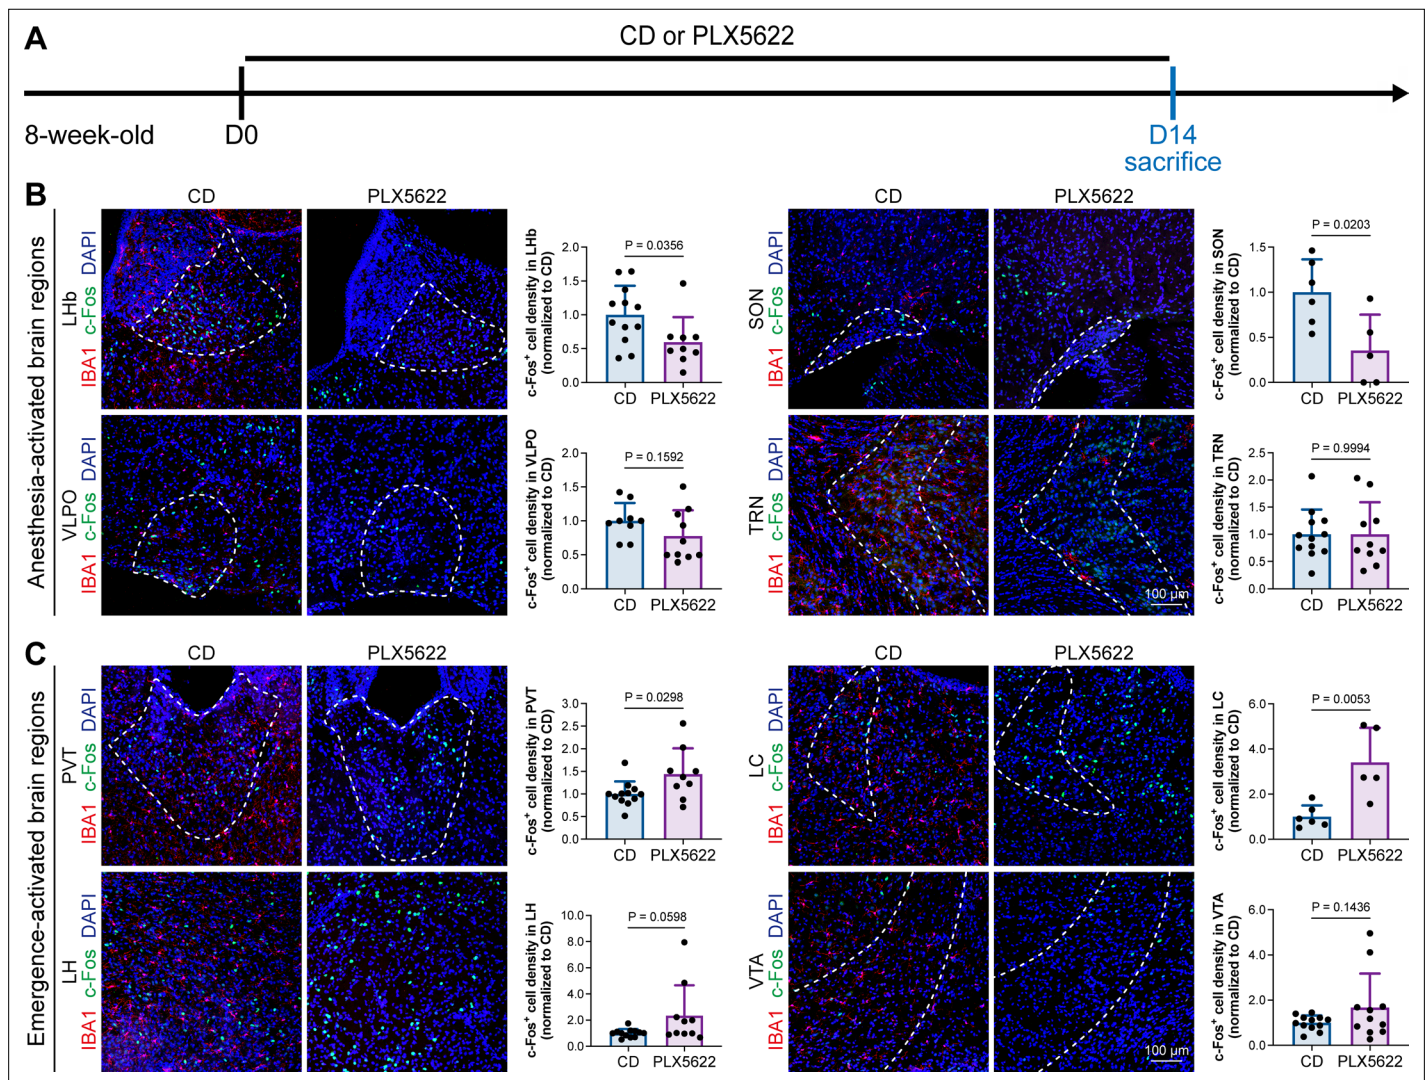 A
CD or PLX5622
8-week-old
D0
D14
sacrifice
B
Anesthesia-activated brain regions
CD
PLX5622
LHb
IBA1 c-Fos DAPI
c-Fos⁺ cell density in LHb
(normalized to CD)
2.0
1.5
1.0
0.5
0.0
P = 0.0356
CD
PLX5622
CD
PLX5622
SON
IBA1 c-Fos DAPI
c-Fos⁺ cell density in SON
(normalized to CD)
1.5
1.0
0.5
0.0
P = 0.0203
CD
PLX5622
VLPO
IBA1 c-Fos DAPI
c-Fos⁺ cell density in VLPO
(normalized to CD)
2.0
1.5
1.0
0.5
0.0
P = 0.1592
CD
PLX5622
TRN
IBA1 c-Fos DAPI
100 µm
c-Fos⁺ cell density in TRN
(normalized to CD)
2.5
2.0
1.5
1.0
0.5
0.0
P = 0.9994
CD
PLX5622
C
Emergence-activated brain regions
CD
PLX5622
PVT
IBA1 c-Fos DAPI
c-Fos⁺ cell density in PVT
(normalized to CD)
3.0
2.5
2.0
1.5
1.0
0.5
0.0
P = 0.0298
CD
PLX5622
CD
PLX5622
LC
IBA1 c-Fos DAPI
c-Fos⁺ cell density in LC
(normalized to CD)
6.0
4.0
2.0
0.0
P = 0.0053
CD
PLX5622
LH
IBA1 c-Fos DAPI
c-Fos⁺ cell density in LH
(normalized to CD)
10.0
8.0
6.0
4.0
2.0
0.0
P = 0.0598
CD
PLX5622
VTA
IBA1 c-Fos DAPI
100 µm
c-Fos⁺ cell density in VTA
(normalized to CD)
6.0
4.0
2.0
0.0
P = 0.1436
CD
PLX5622